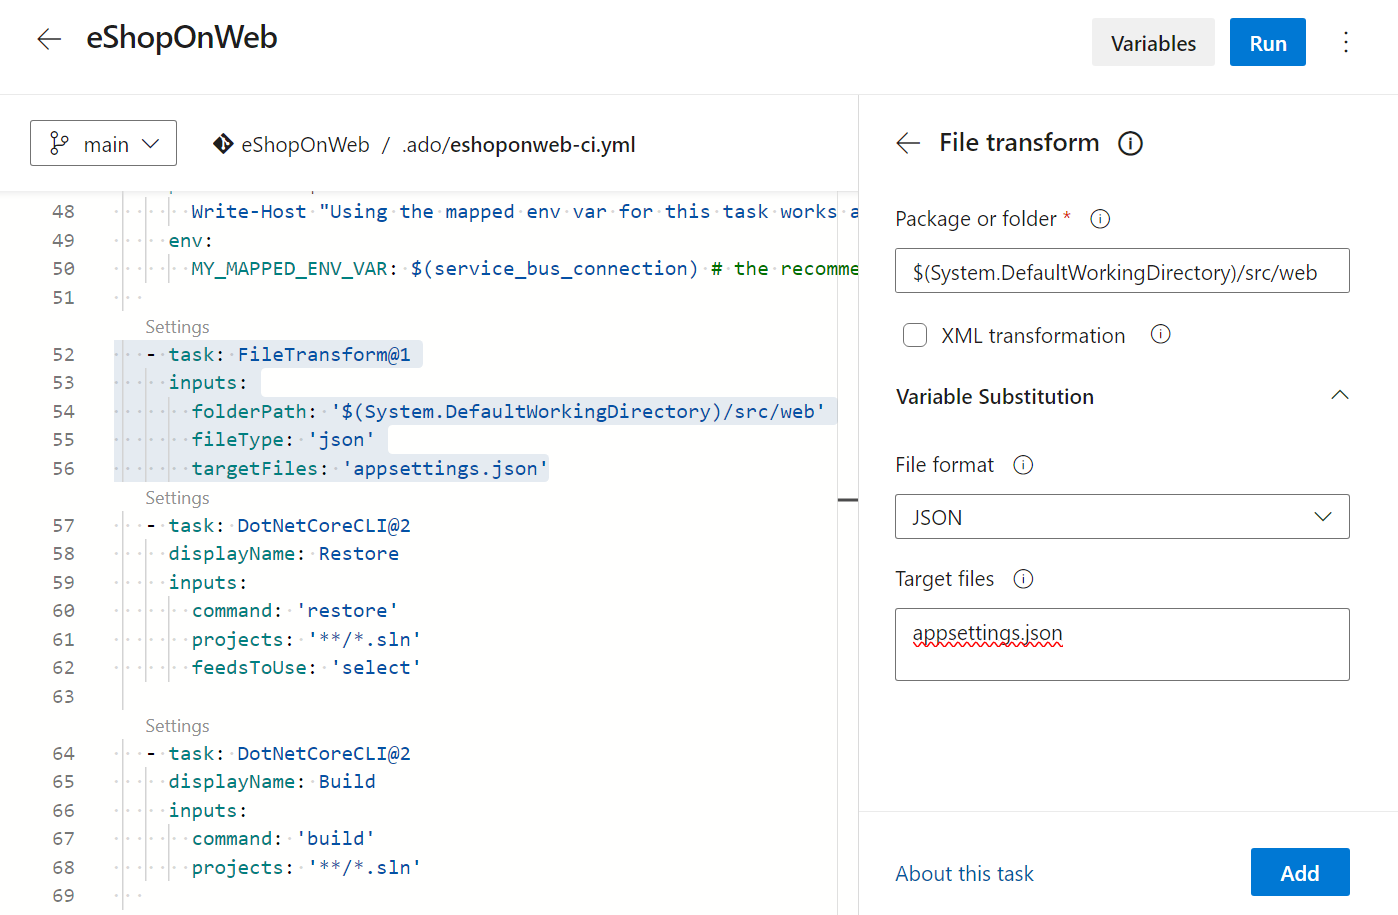 eShopOnWeb
Variables
Run
main
eShopOnWeb / .ado/eshoponweb-ci.yml
48 Write-Host "Using the mapped env var for this task works a
49 env:
50 MY_MAPPED_ENV_VAR: $(service_bus_connection) # the recomme
51
Settings
52 - task: FileTransform@1
53 inputs:
54 folderPath: '$(System.DefaultWorkingDirectory)/src/web'
55 fileType: 'json'
56 targetFiles: 'appsettings.json'
Settings
57 - task: DotNetCoreCLI@2
58 displayName: Restore
59 inputs:
60 command: 'restore'
61 projects: '**/*.sln'
62 feedsToUse: 'select'
63
Settings
64 - task: DotNetCoreCLI@2
65 displayName: Build
66 inputs:
67 command: 'build'
68 projects: '**/*.sln'
69
File transform
Package or folder *
$(System.DefaultWorkingDirectory)/src/web
XML transformation
Variable Substitution
File format
JSON
Target files
appsettings.json
About this task
Add